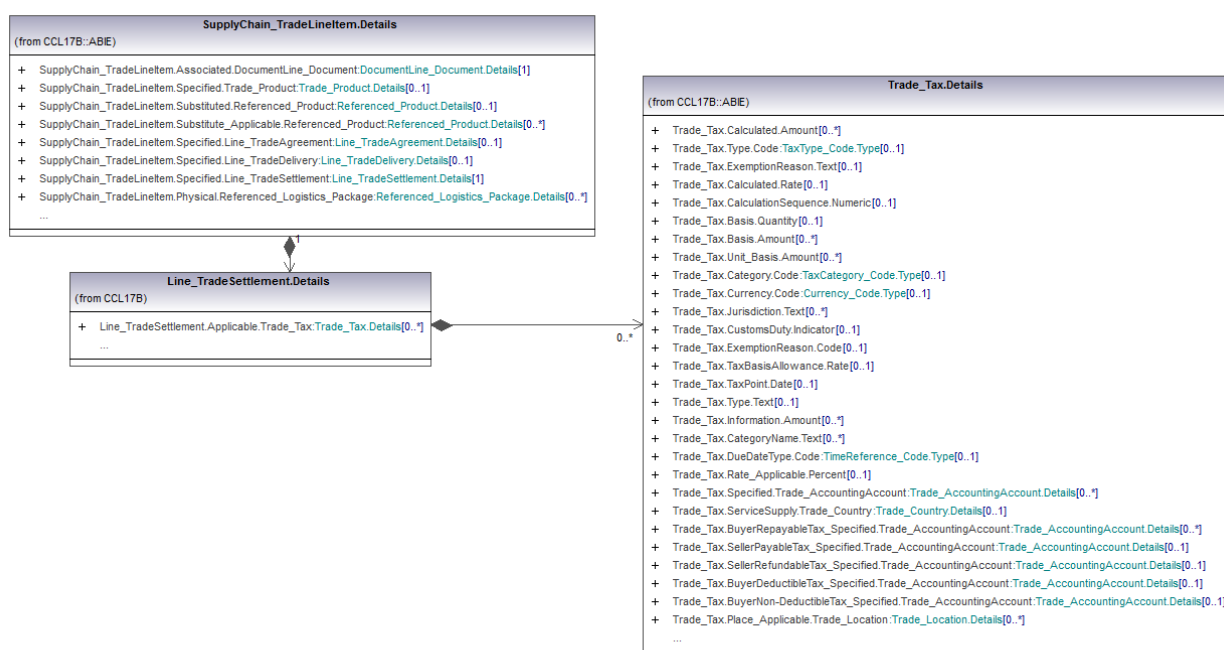 SupplyChain_TradeLineItem.Details
(from CCL17B::ABIE)
+ SupplyChain_TradeLineItem.Associated.DocumentLine_Document:DocumentLine_Document.Details[1]
+ SupplyChain_TradeLineItem.Specified.Trade_Product:Trade_Product.Details[0..1]
+ SupplyChain_TradeLineItem.Substituted.Referenced_Product:Referenced_Product.Details[0..1]
+ SupplyChain_TradeLineItem.Substitute_Applicable.Referenced_Product:Referenced_Product.Details[0..*]
+ SupplyChain_TradeLineItem.Specified.Line_TradeAgreement:Line_TradeAgreement.Details[0..1]
+ SupplyChain_TradeLineItem.Specified.Line_TradeDelivery:Line_TradeDelivery.Details[0..1]
+ SupplyChain_TradeLineItem.Specified.Line_TradeSettlement:Line_TradeSettlement.Details[1]
+ SupplyChain_TradeLineItem.Physical.Referenced_Logistics_Package:Referenced_Logistics_Package.Details[0..*]
...
1
Line_TradeSettlement.Details
(from CCL17B)
+ Line_TradeSettlement.Applicable.Trade_Tax:Trade_Tax.Details[0..*]
...
0..*
Trade_Tax.Details
(from CCL17B::ABIE)
+ Trade_Tax.Calculated.Amount[0..*]
+ Trade_Tax.Type.Code:TaxType_Code.Type[0..1]
+ Trade_Tax.ExemptionReason.Text[0..1]
+ Trade_Tax.Calculated.Rate[0..1]
+ Trade_Tax.CalculationSequence.Numeric[0..1]
+ Trade_Tax.Basis.Quantity[0..1]
+ Trade_Tax.Basis.Amount[0..*]
+ Trade_Tax.Unit_Basis.Amount[0..*]
+ Trade_Tax.Category.Code:TaxCategory_Code.Type[0..1]
+ Trade_Tax.Currency.Code:Currency_Code.Type[0..1]
+ Trade_Tax.Jurisdiction.Text[0..*]
+ Trade_Tax.CustomsDuty.Indicator[0..1]
+ Trade_Tax.ExemptionReason.Code[0..1]
+ Trade_Tax.TaxBasisAllowance.Rate[0..1]
+ Trade_Tax.TaxPoint.Date[0..1]
+ Trade_Tax.Type.Text[0..1]
+ Trade_Tax.Information.Amount[0..*]
+ Trade_Tax.CategoryName.Text[0..*]
+ Trade_Tax.DueDateType.Code:TimeReference_Code.Type[0..1]
+ Trade_Tax.Rate_Applicable.Percent[0..1]
+ Trade_Tax.Specified.Trade_AccountingAccount:Trade_AccountingAccount.Details[0..*]
+ Trade_Tax.ServiceSupply.Trade_Country:Trade_Country.Details[0..1]
+ Trade_Tax.BuyerRepayableTax_Specified.Trade_AccountingAccount:Trade_AccountingAccount.Details[0..*]
+ Trade_Tax.SellerPayableTax_Specified.Trade_AccountingAccount:Trade_AccountingAccount.Details[0..1]
+ Trade_Tax.SellerRefundableTax_Specified.Trade_AccountingAccount:Trade_AccountingAccount.Details[0..1]
+ Trade_Tax.BuyerDeductibleTax_Specified.Trade_AccountingAccount:Trade_AccountingAccount.Details[0..1]
+ Trade_Tax.BuyerNon-DeductibleTax_Specified.Trade_AccountingAccount:Trade_AccountingAccount.Details[0..1]
+ Trade_Tax.Place_Applicable.Trade_Location:Trade_Location.Details[0..*]
...